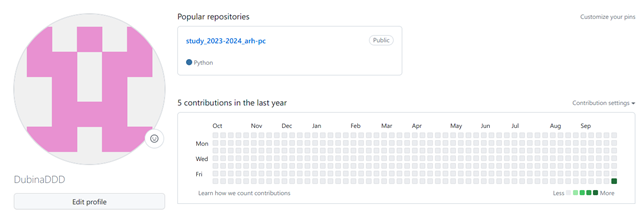 Popular repositories
Customize your pins
study_2023-2024_arh-pc
Public
Python
5 contributions in the last year
Contribution settings
Oct Nov Dec Jan Feb Mar Apr May Jun Jul Aug Sep
Mon
Wed
Fri
Learn how we count contributions
Less More
DubinaDDD
Edit profile